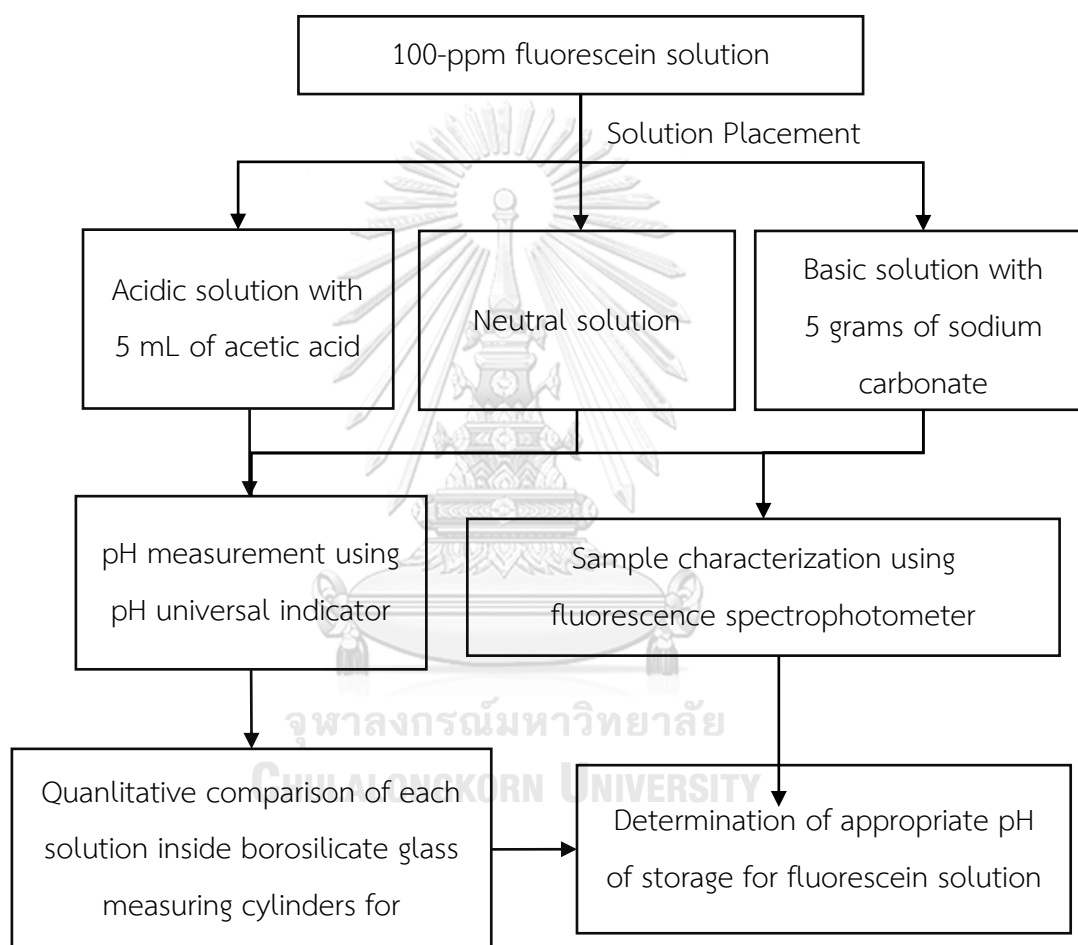 100-ppm fluorescein solution
Solution Placement
Acidic solution with
5 mL of acetic acid
Neutral solution
Basic solution with
5 grams of sodium
carbonate
pH measurement using
pH universal indicator
Sample characterization using
fluorescence spectrophotometer
จุฬาลงกรณ์มหาวิทยาลัย
CHULALONGKORN UNIVERSITY
Quanlitative comparison of each
solution inside borosilicate glass
measuring cylinders for
Determination of appropriate pH
of storage for fluorescein solution